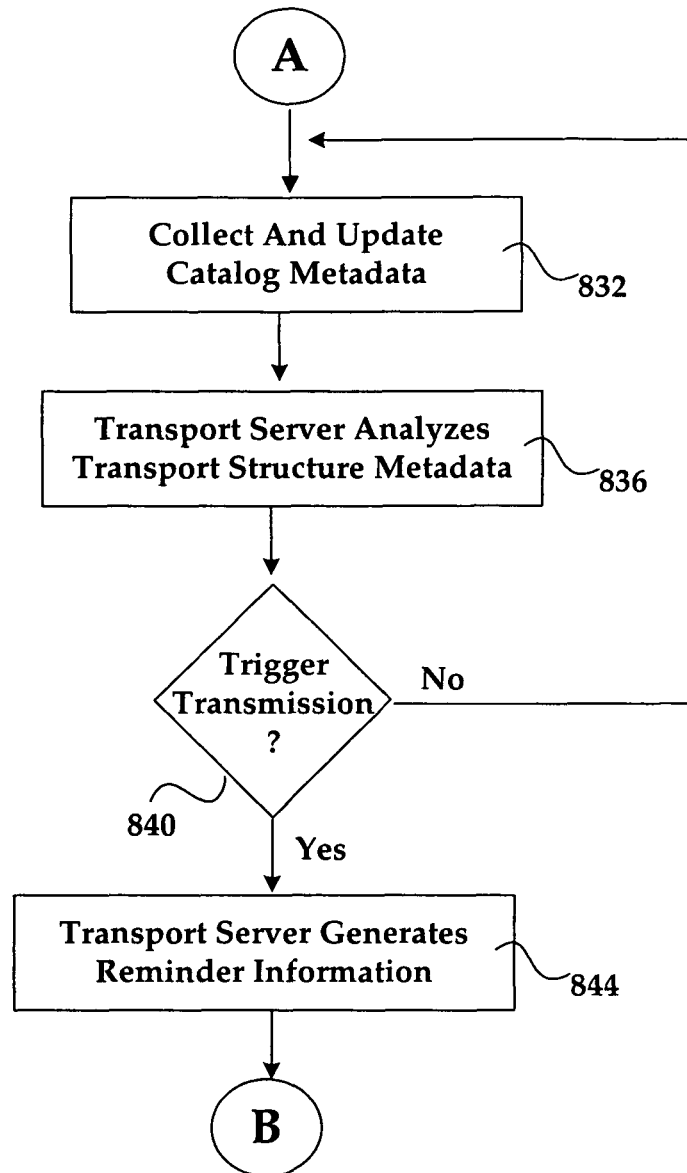 A
Collect And Update
Catalog Metadata
832
Transport Server Analyzes
Transport Structure Metadata
836
Trigger
Transmission
?
No
840
Yes
Transport Server Generates
Reminder Information
844
B